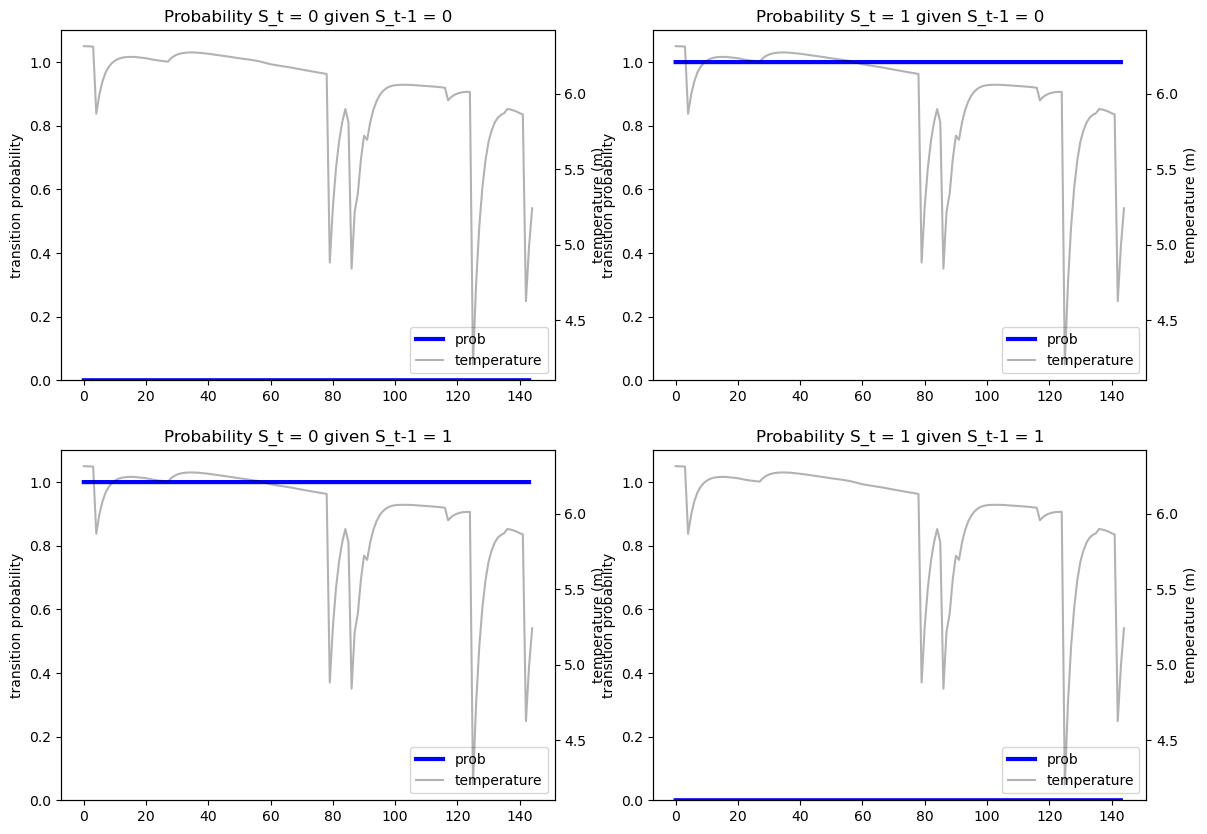 Probability S_t = 0 given S_t-1 = 0
transition probability
1.0
0.8
0.6
0.4
0.2
0.0
0 20 40 60 80 100 120 140
6.0
5.5
5.0
4.5
temperature (m)
prob
temperature
Probability S_t = 1 given S_t-1 = 0
transition probability
1.0
0.8
0.6
0.4
0.2
0.0
0 20 40 60 80 100 120 140
6.0
5.5
5.0
4.5
temperature (m)
prob
temperature
Probability S_t = 0 given S_t-1 = 1
transition probability
1.0
0.8
0.6
0.4
0.2
0.0
0 20 40 60 80 100 120 140
6.0
5.5
5.0
4.5
temperature (m)
prob
temperature
Probability S_t = 1 given S_t-1 = 1
transition probability
1.0
0.8
0.6
0.4
0.2
0.0
0 20 40 60 80 100 120 140
6.0
5.5
5.0
4.5
temperature (m)
prob
temperature